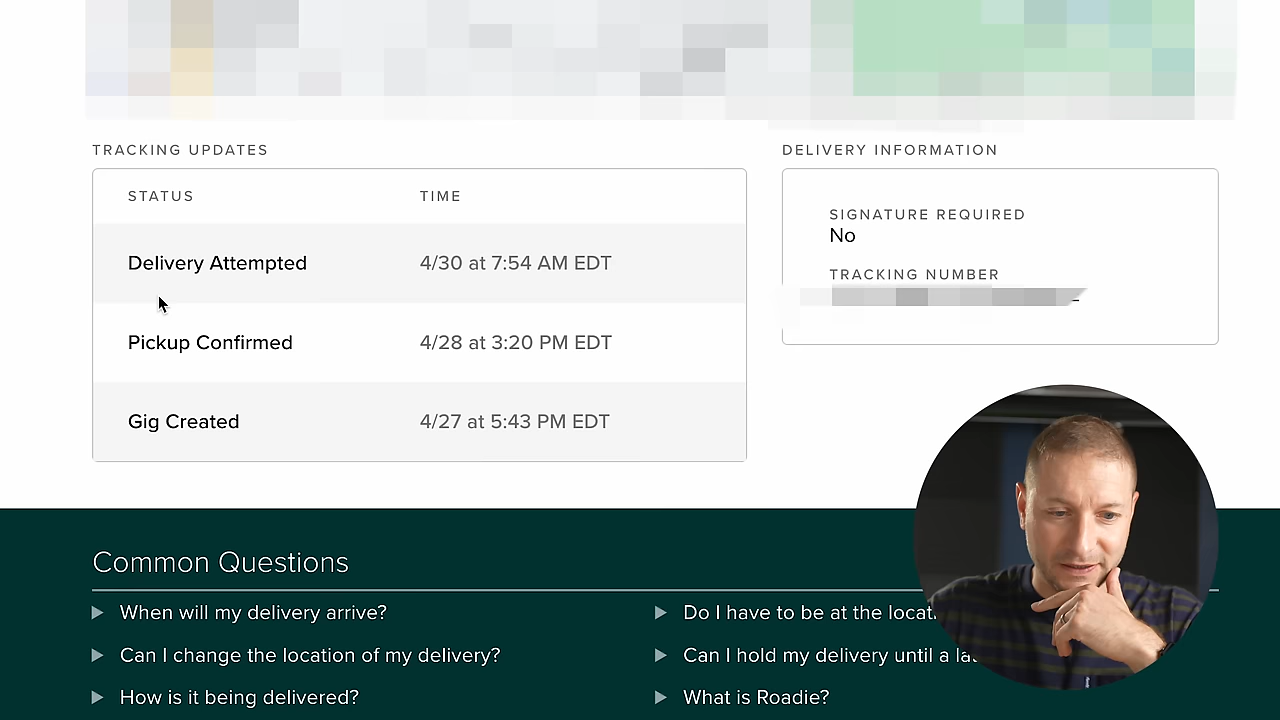 TRACKING UPDATES
STATUS TIME
Delivery Attempted 4/30 at 7:54 AM EDT
Pickup Confirmed 4/28 at 3:20 PM EDT
Gig Created 4/27 at 5:43 PM EDT
DELIVERY INFORMATION
SIGNATURE REQUIRED
No
TRACKING NUMBER
Common Questions
When will my delivery arrive?
Can I change the location of my delivery?
How is it being delivered?
Do I have to be at the
Can I hold my delivery until a
What is Roadie?